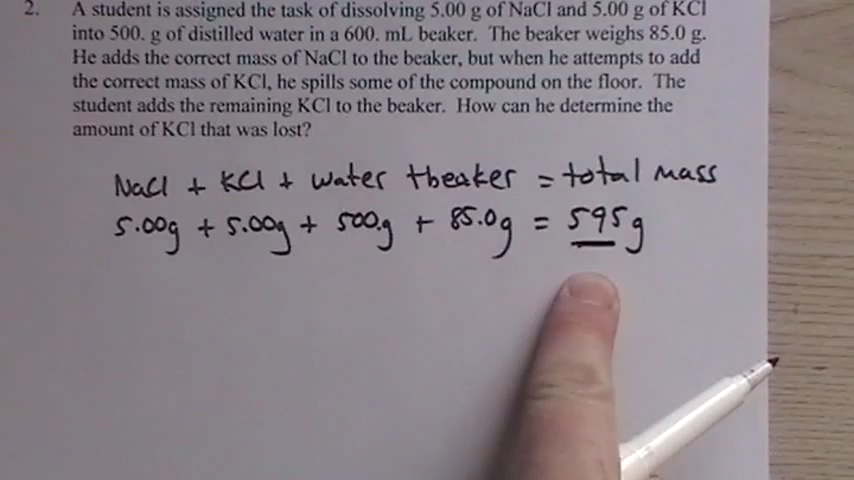 2. A student is assigned the task of dissolving 5.00 g of NaCl and 5.00 g of KCl
into 500. g of distilled water in a 600. mL beaker. The beaker weighs 85.0 g.
He adds the correct mass of NaCl to the beaker, but when he attempts to add
the correct mass of KCl, he spills some of the compound on the floor. The
student adds the remaining KCl to the beaker. How can he determine the
amount of KCl that was lost?
NaCl + KCl + water + beaker = total mass
5.00g + 5.00g + 500.g + 85.0g = 595g